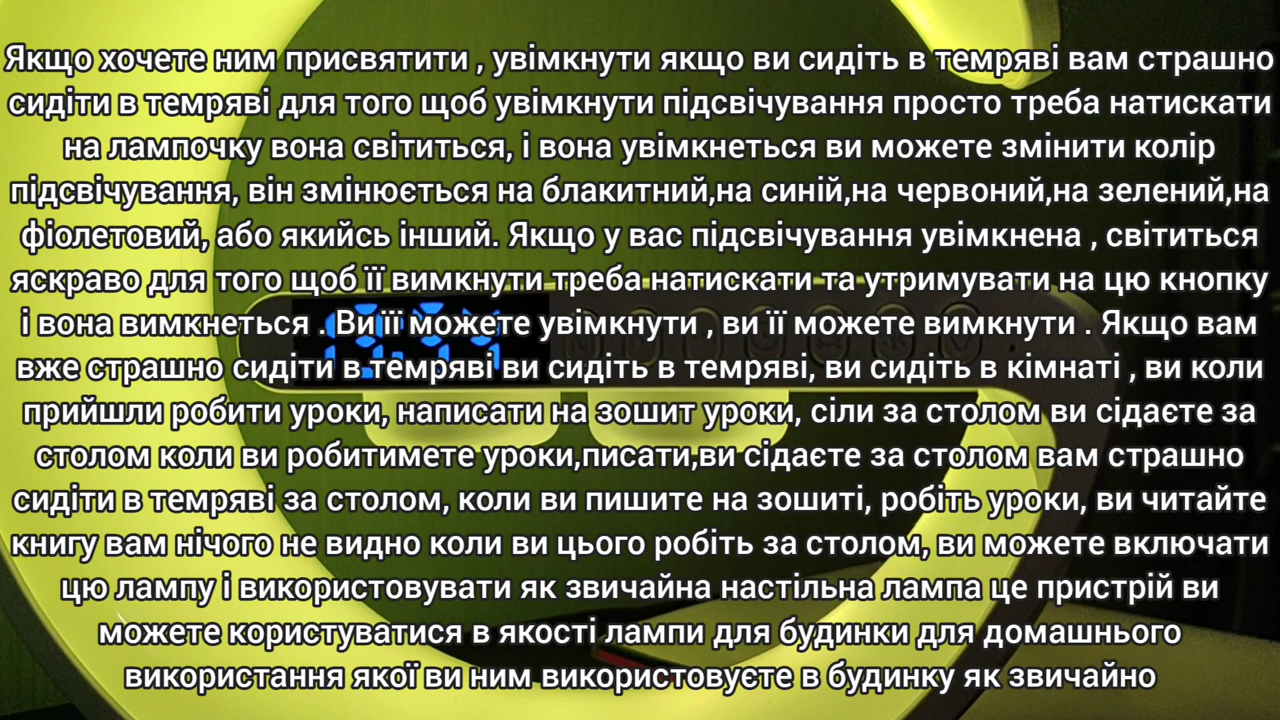 Якщо хочете ним присвятити , увімкнути якщо ви сидіть в темряві вам страшно
сидіти в темряві для того щоб увімкнути підсвічування просто треба натискати
на лампочку вона світиться, і вона увімкнеться ви можете змінити колір
підсвічування, він змінюється на блакитний,на синій,на червоний,на зелений,на
фіолетовий, або якийсь інший. Якщо у вас підсвічування увімкнена , світиться
яскраво для того щоб її вимкнути треба натискати та утримувати на цю кнопку
і вона вимкнеться . Ви її можете увімкнути , ви її можете вимкнути . Якщо вам
вже страшно сидіти в темряві ви сидіть в темряві, ви сидіть в кімнаті , ви коли
прийшли робити уроки, написати на зошит уроки, сіли за столом ви сідаєте за
столом коли ви робитимете уроки,писати,ви сідаєте за столом вам страшно
сидіти в темряві за столом, коли ви пишите на зошиті, робіть уроки, ви читайте
книгу вам нічого не видно коли ви цього робіть за столом, ви можете включати
цю лампу і використовувати як звичайна настільна лампа це пристрій ви
можете користуватися в якості лампи для будинки для домашнього
використання якої ви ним використовуєте в будинку як звичайно